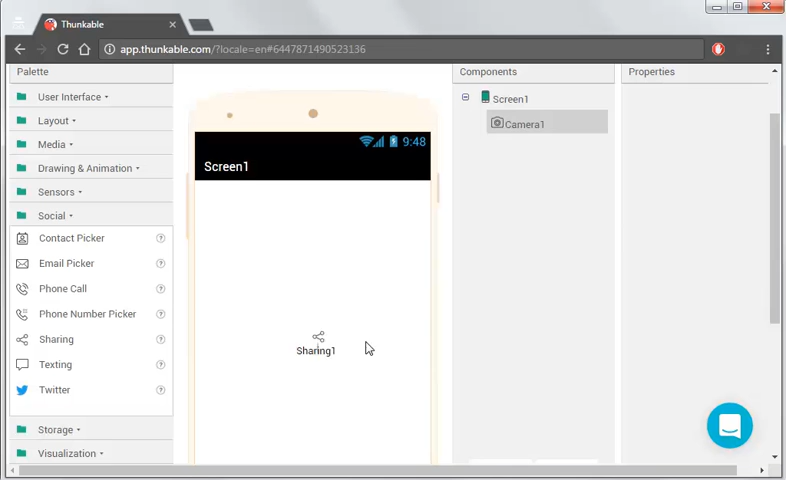 Thunkable
app.thunkable.com/?locale=en#6447871490523136
Palette
Components
Properties
User Interface
Layout
Media
Drawing & Animation
Sensors
Social
Contact Picker
Email Picker
Phone Call
Phone Number Picker
Sharing
Texting
Twitter
Storage
Visualization
9:48
Screen1
Sharing1
Screen1
Camera1